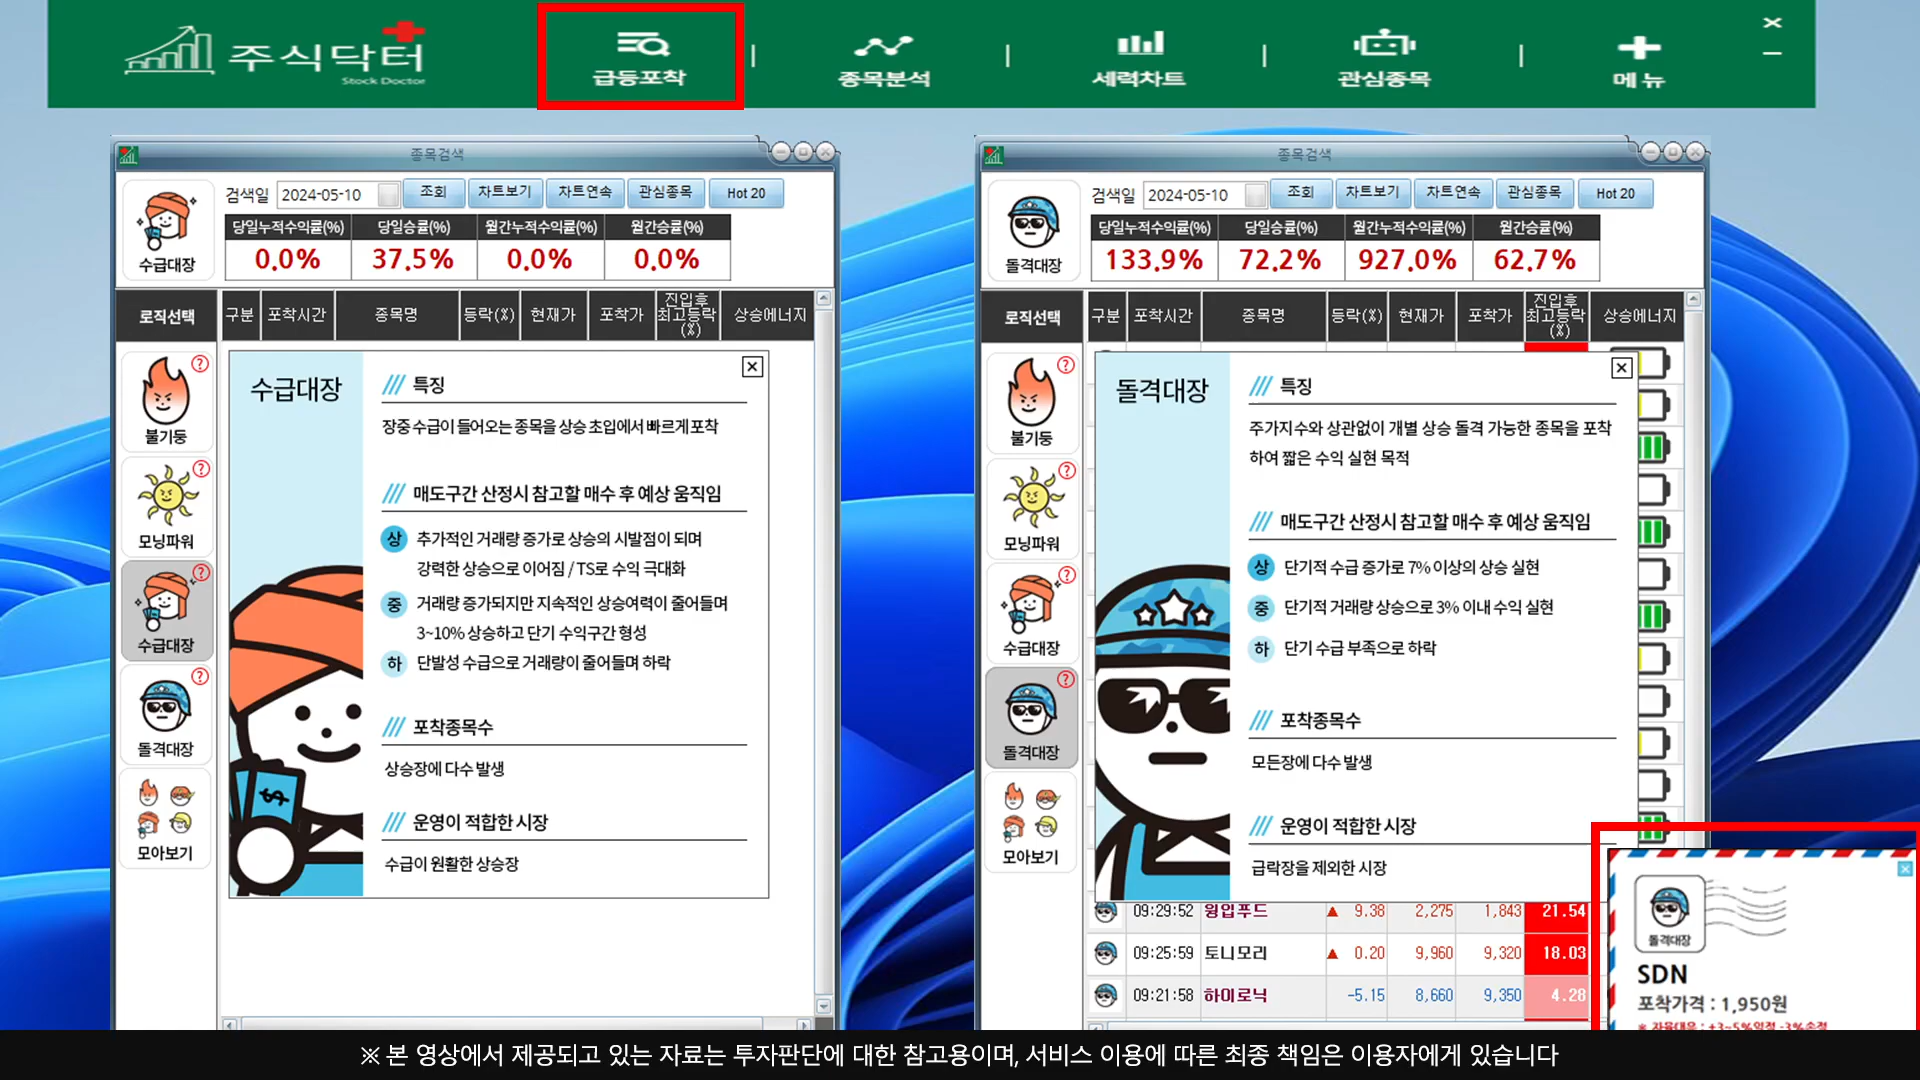 주식닥터
Stock Doctor
급등포착
종목분석
세력차트
관심종목
메뉴
종목검색
수급대장
검색일 2024-05-10 조회 차트보기 차트연속 관심종목 Hot 20
당일누적수익률(%) 당일승률(%) 월간누적수익률(%) 월간승률(%)
0.0% 37.5% 0.0% 0.0%
로직선택 구분 포착시간 종목명 등락(%) 현재가 포착가 진입후 최고등락 (%) 상승에너지
불기둥
모닝파워
수급대장
돌격대장
모아보기
수급대장
특징
장중 수급이 들어오는 종목을 상승 초입에서 빠르게 포착
매도구간 산정시 참고할 매수 후 예상 움직임
상 추가적인 거래량 증가로 상승의 시발점이 되며
강력한 상승으로 이어짐 / TS로 수익 극대화
중 거래량 증가되지만 지속적인 상승여력이 줄어들며
3~10% 상승하고 단기 수익구간 형성
하 단발성 수급으로 거래량이 줄어들며 하락
포착종목수
상승장에 다수 발생
운영이 적합한 시장
수급이 원활한 상승장
종목검색
돌격대장
검색일 2024-05-10 조회 차트보기 차트연속 관심종목 Hot 20
당일누적수익률(%) 당일승률(%) 월간누적수익률(%) 월간승률(%)
133.9% 72.2% 927.0% 62.7%
로직선택 구분 포착시간 종목명 등락(%) 현재가 포착가 진입후 최고등락 (%) 상승에너지
불기둥
모닝파워
수급대장
돌격대장
모아보기
돌격대장
특징
주가지수와 상관없이 개별 상승 돌격 가능한 종목을 포착
하여 짧은 수익 실현 목적
매도구간 산정시 참고할 매수 후 예상 움직임
상 단기적 수급 증가로 7% 이상의 상승 실현
중 단기적 거래량 상승으로 3% 이내 수익 실현
하 단기 수급 부족으로 하락
포착종목수
모든장에 다수 발생
운영이 적합한 시장
급락장을 제외한 시장
09:29:52 윙입푸드 ▲ 9.38 2,275 1,843 21.54
09:25:59 토니모리 ▲ 0.20 9,960 9,320 18.03
09:21:58 하이로닉 -5.15 8,660 9,350 4.28
돌격대장
SDN
포착가격 : 1,950원
※ 본 영상에서 제공되고 있는 자료는 투자판단에 대한 참고용이며, 서비스 이용에 따른 최종 책임은 이용자에게 있습니다